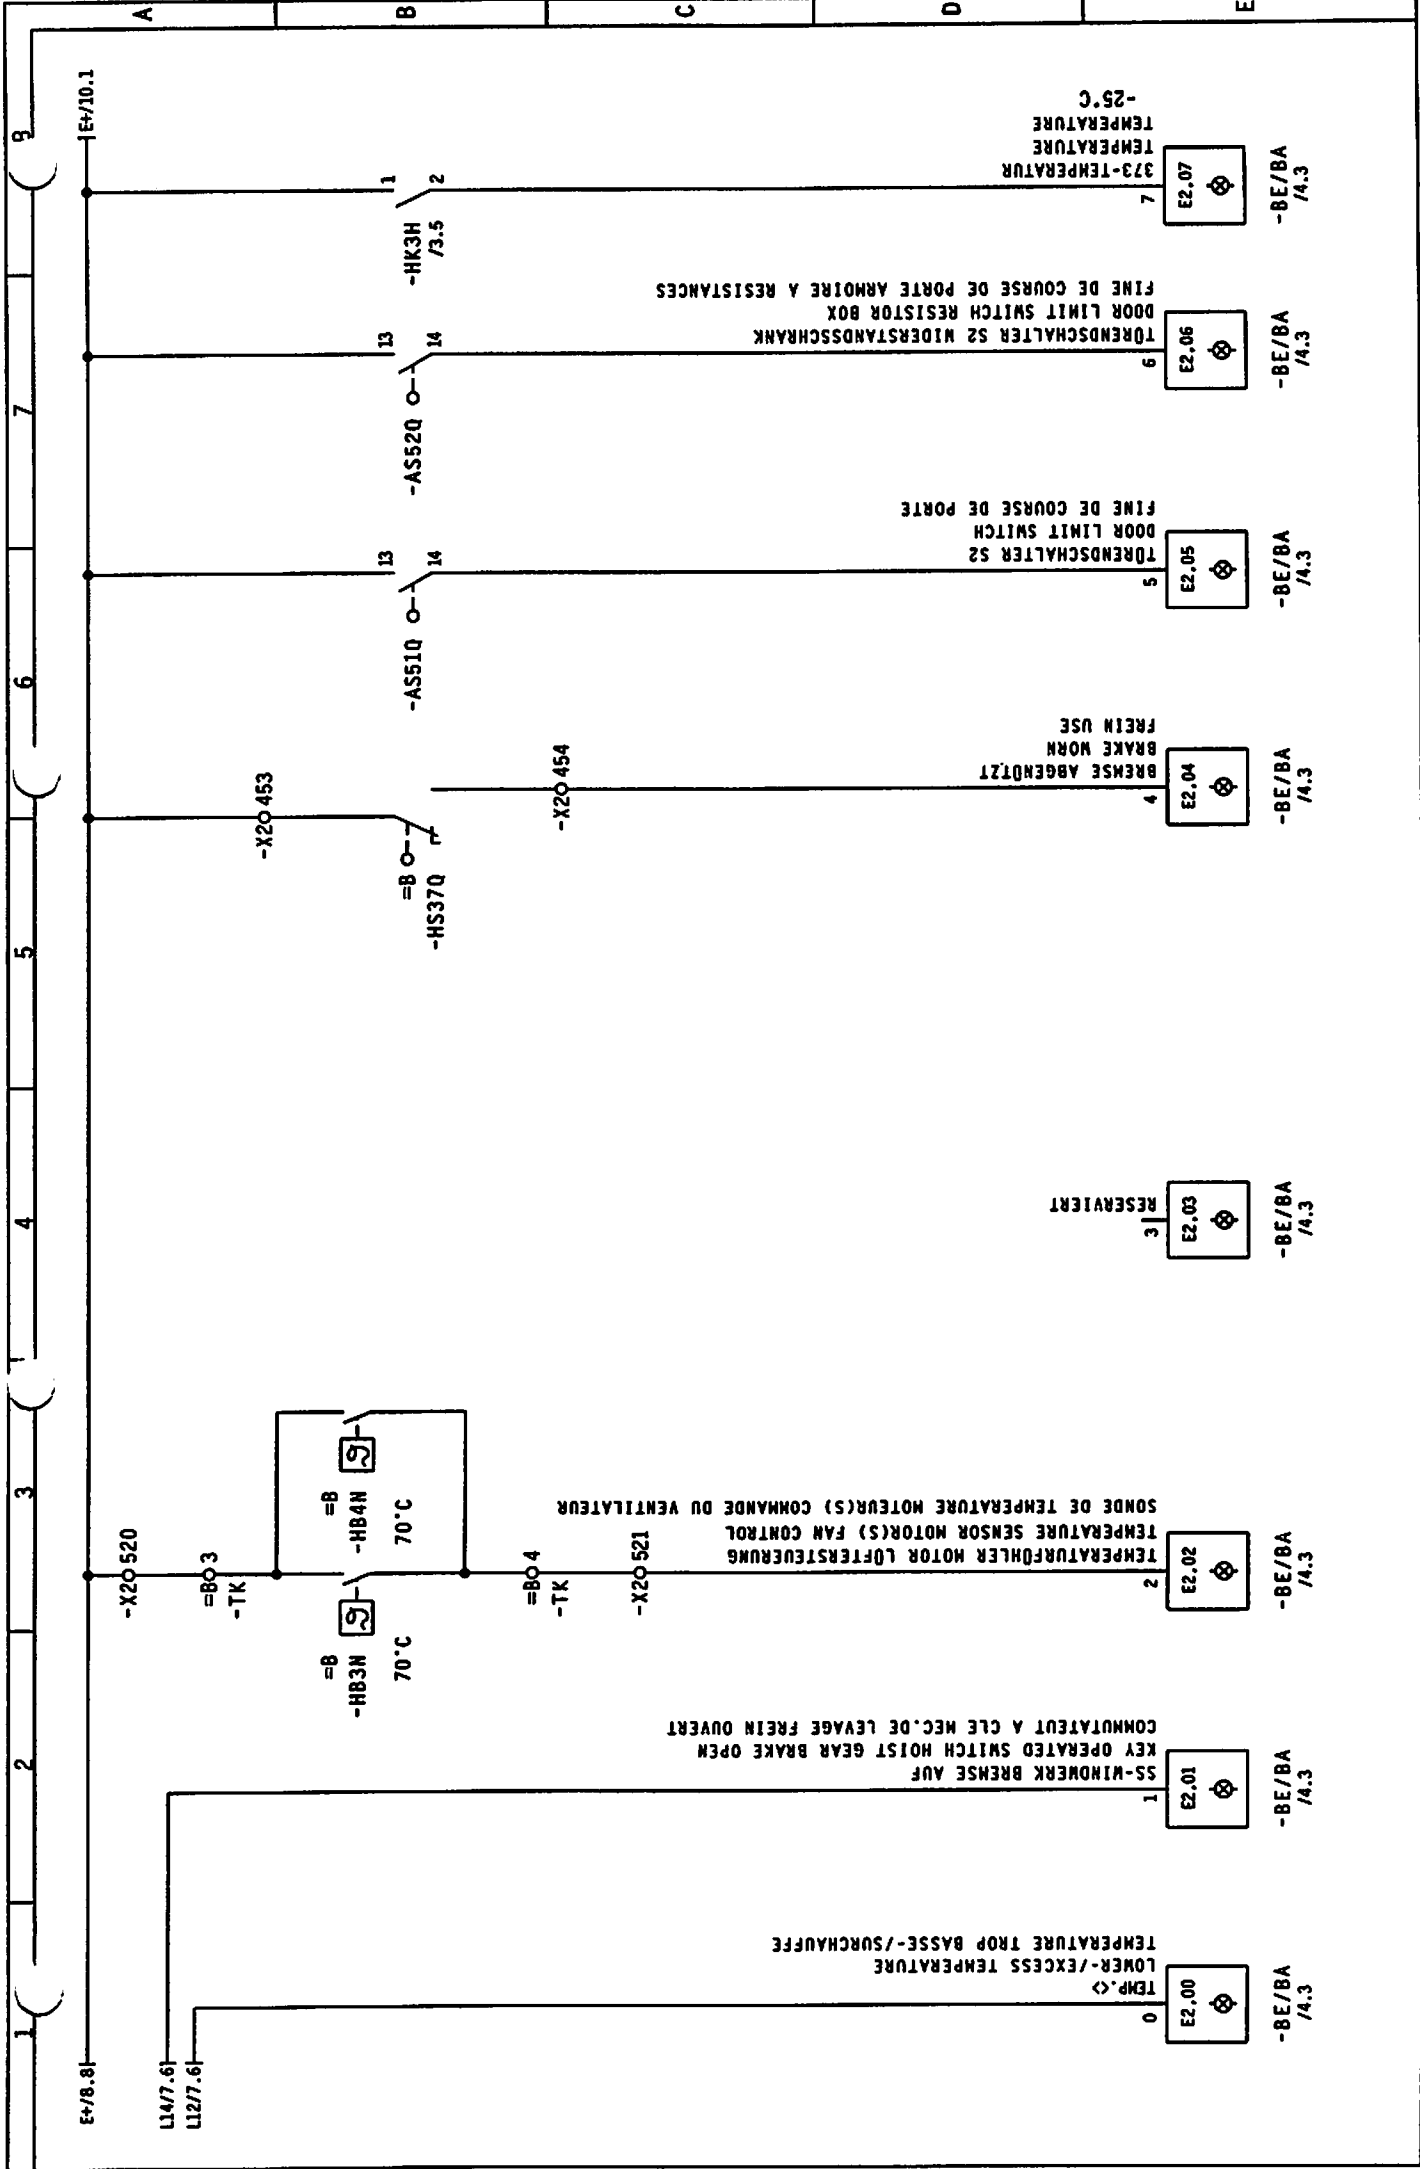 1
2
3
4
5
6
7
A
B
C
D
E
E+/8.8
E+/10.1
L14/7.6
L12/7.6
-X2 520
=B 3
-TK
=B
-HB3N
70°C
=B
-HB4N
70°C
=B 4
-TK
-X2 521
-X2 453
=B
-HS37Q
-X2 454
-AS51Q
13
14
-AS52Q
13
14
-HK3H
/3.5
1
2
TEMP.<>
LOWER-/EXCESS TEMPERATURE
TEMPERATURE TROP BASSE-/SURCHAUFFE
0
E2.00
-BE/BA
/4.3
SS-WINDWERK BREMSE AUF
KEY OPERATED SWITCH HOIST GEAR BRAKE OPEN
COMMUTATEUT A CLE MEC.DE LEVAGE FREIN OUVERT
1
E2.01
-BE/BA
/4.3
TEMPERATURFÜHLER MOTOR LÜFTERSTEUERUNG
TEMPERATURE SENSOR MOTOR(S) FAN CONTROL
SONDE DE TEMPERATURE MOTEUR(S) COMMANDE DU VENTILATEUR
2
E2.02
-BE/BA
/4.3
RESERVIERT
3
E2.03
-BE/BA
/4.3
BREMSE ABGENÜTZT
BRAKE WORN
FREIN USE
4
E2.04
-BE/BA
/4.3
TÜRENDSCHALTER S2
DOOR LIMIT SWITCH
FINE DE COURSE DE PORTE
5
E2.05
-BE/BA
/4.3
TÜRENDSCHALTER S2 WIDERSTANDSSCHRANK
DOOR LIMIT SWITCH RESISTOR BOX
FINE DE COURSE DE PORTE ARMOIRE A RESISTANCES
6
E2.06
-BE/BA
/4.3
373-TEMPERATUR
TEMPERATURE
TEMPERATURE
-25°C
7
E2.07
-BE/BA
/4.3